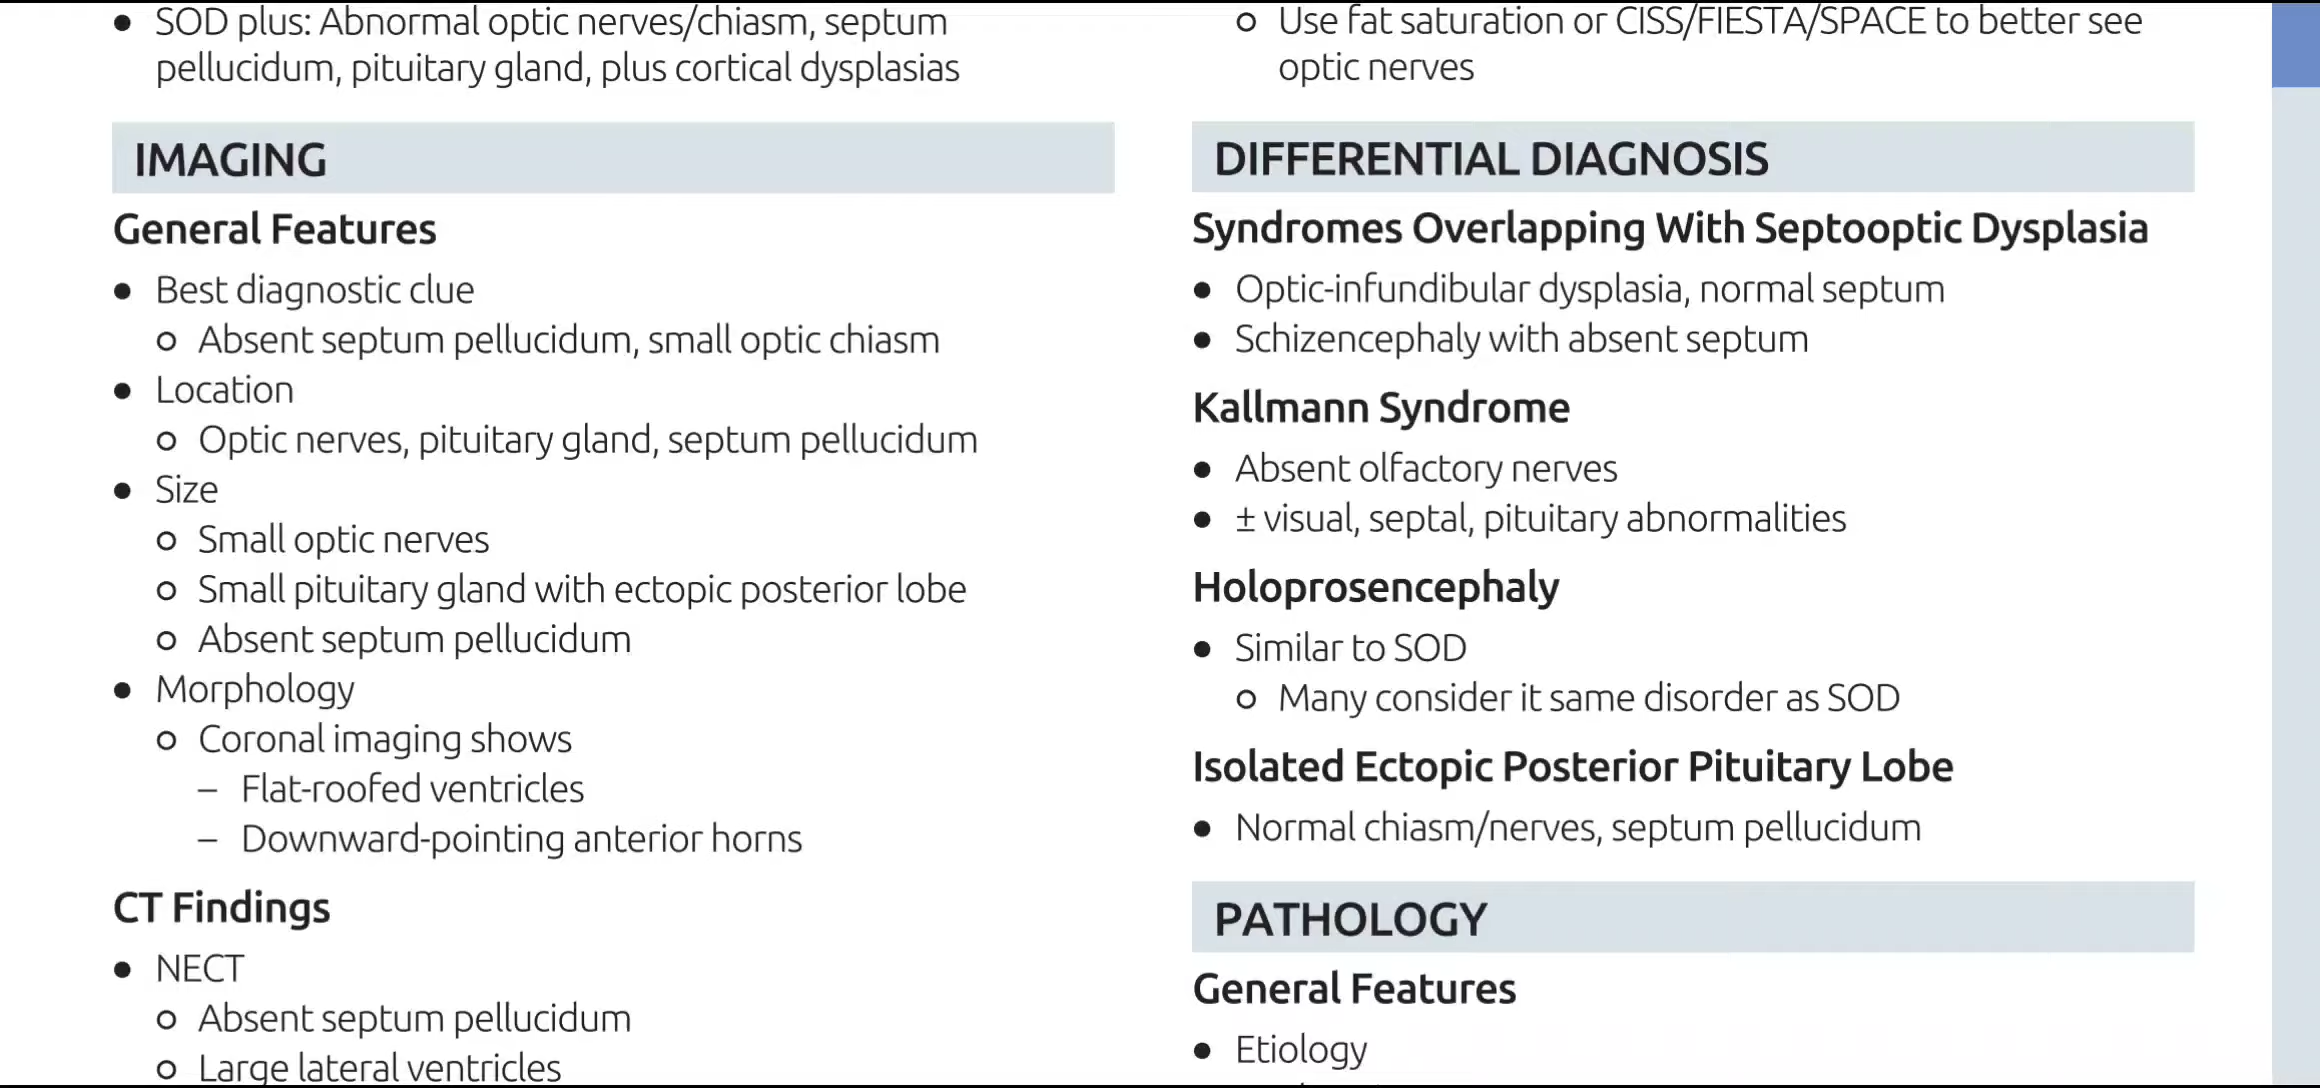 ● SOD plus: Abnormal optic nerves/chiasm, septum
pellucidum, pituitary gland, plus cortical dysplasias
IMAGING
General Features
● Best diagnostic clue
○ Absent septum pellucidum, small optic chiasm
● Location
○ Optic nerves, pituitary gland, septum pellucidum
● Size
○ Small optic nerves
○ Small pituitary gland with ectopic posterior lobe
○ Absent septum pellucidum
● Morphology
○ Coronal imaging shows
– Flat-roofed ventricles
– Downward-pointing anterior horns
CT Findings
● NECT
○ Absent septum pellucidum
○ Large lateral ventricles
○ Use fat saturation or CISS/FIESTA/SPACE to better see
optic nerves
DIFFERENTIAL DIAGNOSIS
Syndromes Overlapping With Septooptic Dysplasia
● Optic-infundibular dysplasia, normal septum
● Schizencephaly with absent septum
Kallmann Syndrome
● Absent olfactory nerves
● ± visual, septal, pituitary abnormalities
Holoprosencephaly
● Similar to SOD
○ Many consider it same disorder as SOD
Isolated Ectopic Posterior Pituitary Lobe
● Normal chiasm/nerves, septum pellucidum
PATHOLOGY
General Features
● Etiology